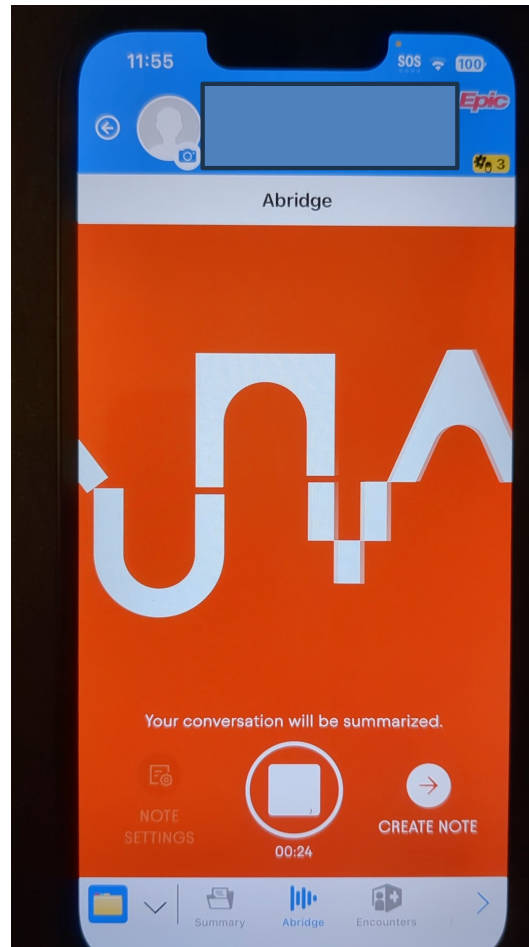 11:55
SOS
100
Epic
3
Abridge
Your conversation will be summarized.
NOTE
SETTINGS
CREATE NOTE
00:24
Summary
Abridge
Encounters